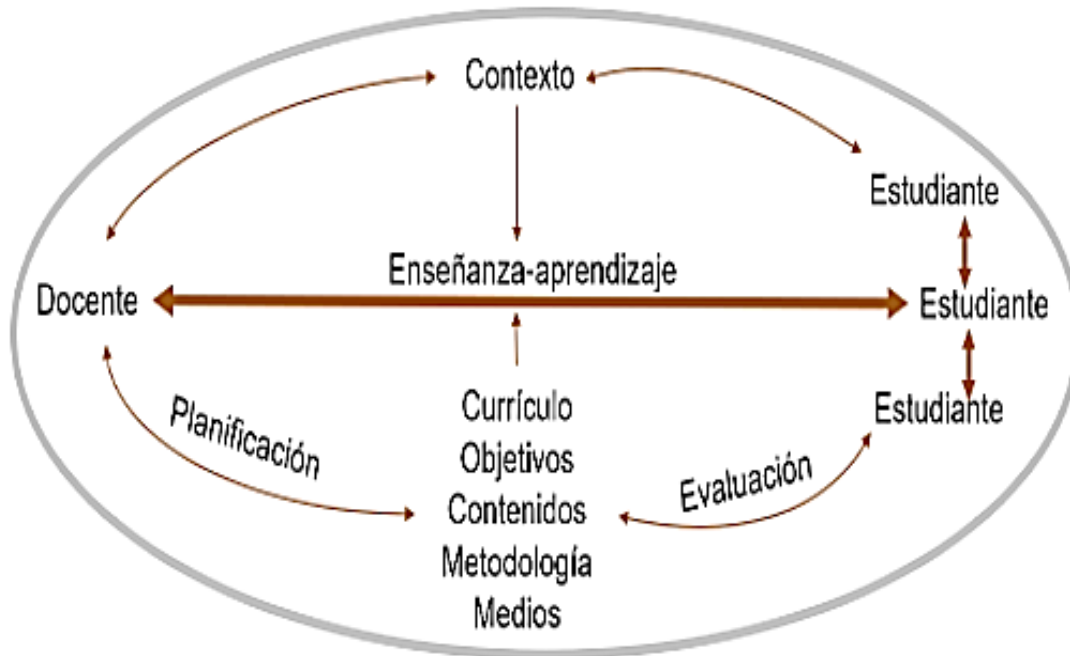 Contexto
Estudiante
Enseñanza-aprendizaje
Docente
Estudiante
Planificación
Currículo
Objetivos
Contenidos
Metodología
Medios
Estudiante
Evaluación